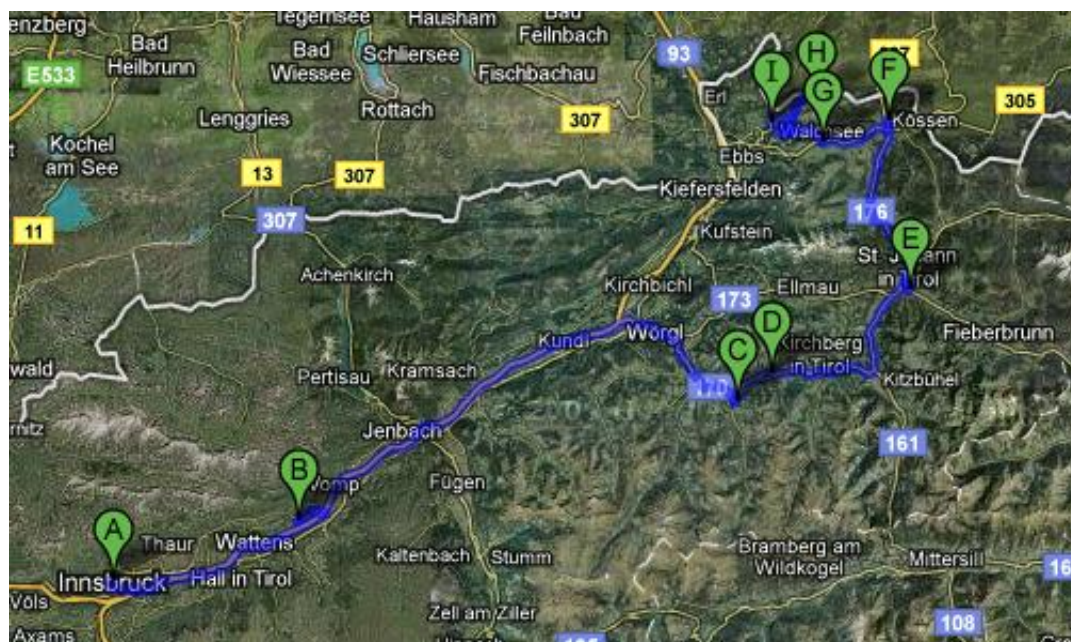 enzberg
Tegernsee
Hausham
Bad
Feilnbach
Bad
Heilbrunn
E533
Bad
Wiessee
Schliersee
Fischbachau
93
H
I
G
F
Erl
305
Rottach
307
Lenggries
Kochel
am See
Walchsee
Kössen
13
307
Ebbs
Kiefersfelden
11
307
176
Kufstein
E
St. Johann
in Tirol
Achenkirch
Kirchbichl
173
Ellmau
D
Kundl
Wörgl
Fieberbrunn
C
Kirchberg
in Tirol
wald
Pertisau
Kramsach
170
Kitzbühel
Jenbach
161
B
Vomp
Fügen
A
Thaur
Wattens
Kaltenbach
Stumm
Bramberg am
Wildkogel
Mittersill
Innsbruck
Hall in Tirol
16
Völs
Zell am Ziller
108
Axams